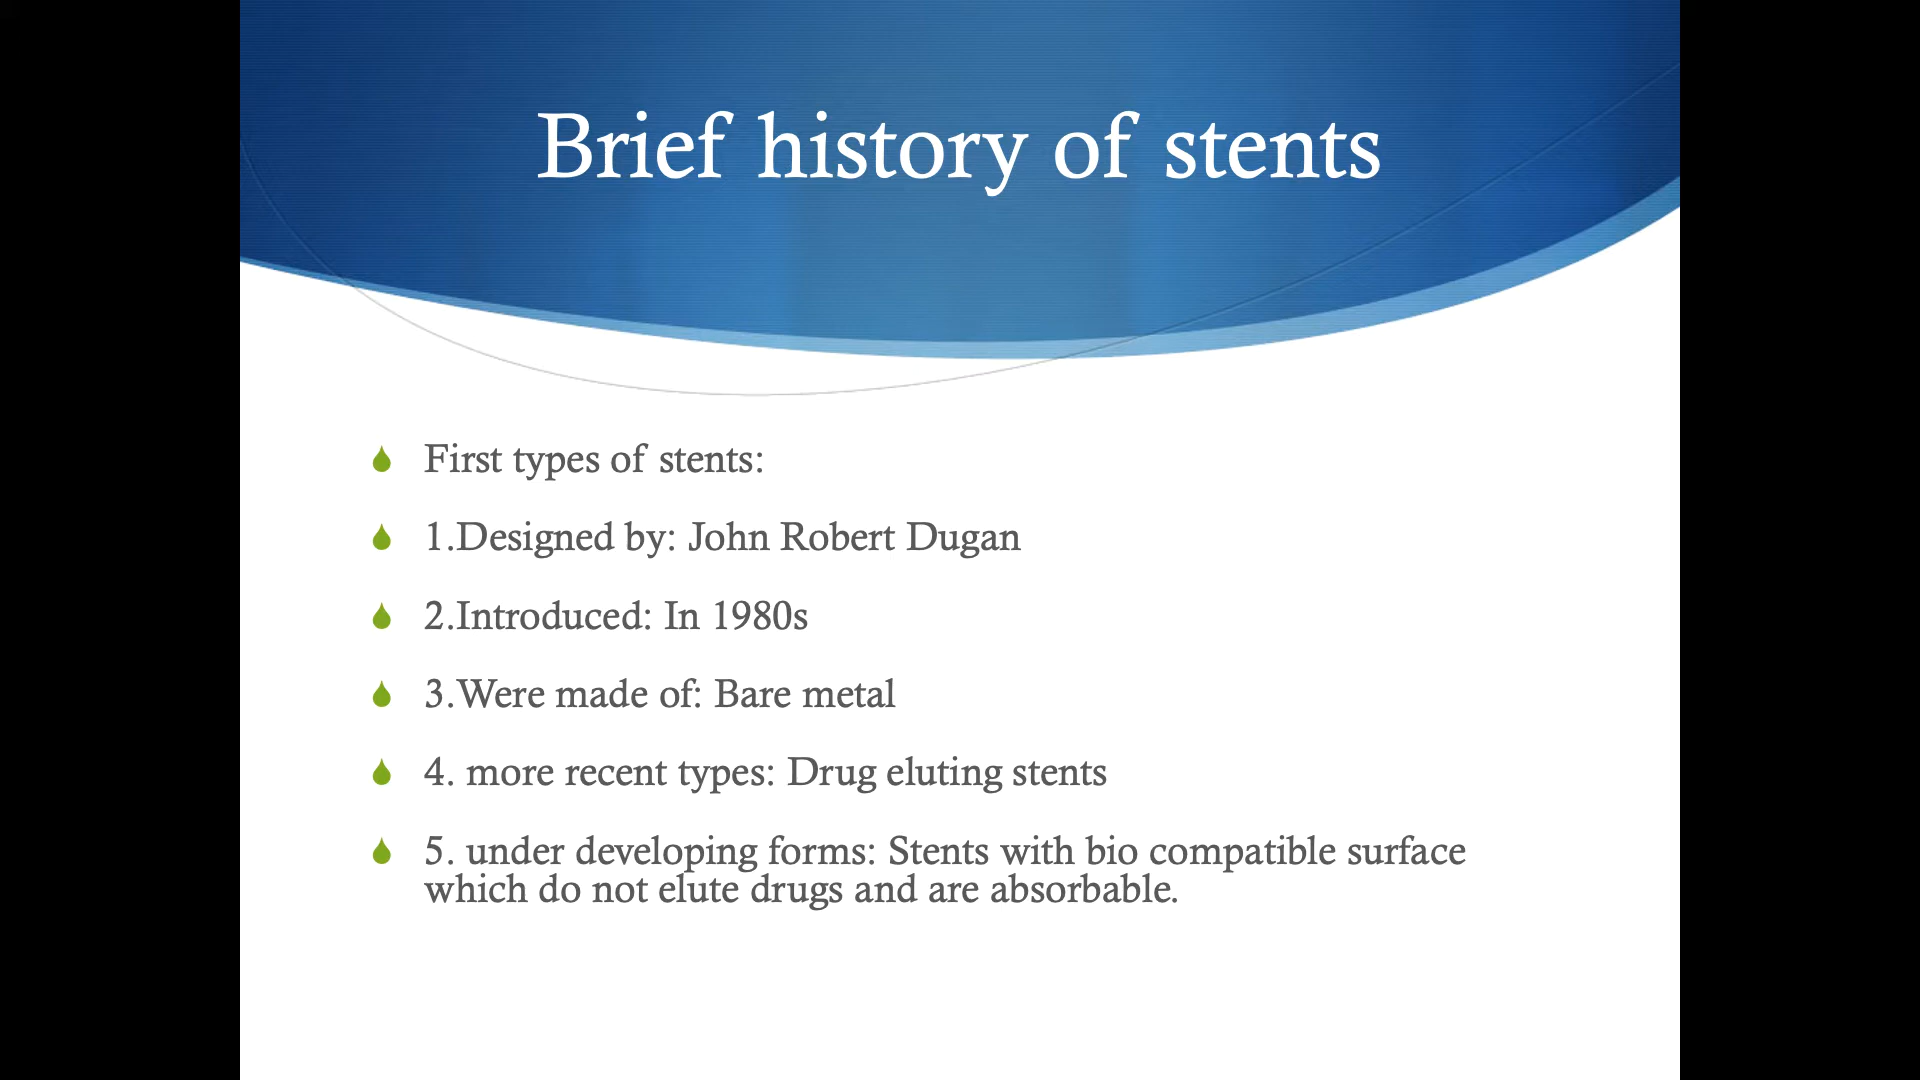 Brief history of stents
First types of stents:
1.Designed by: John Robert Dugan
2.Introduced: In 1980s
3.Were made of: Bare metal
4. more recent types: Drug eluting stents
5. under developing forms: Stents with bio compatible surface
which do not elute drugs and are absorbable.